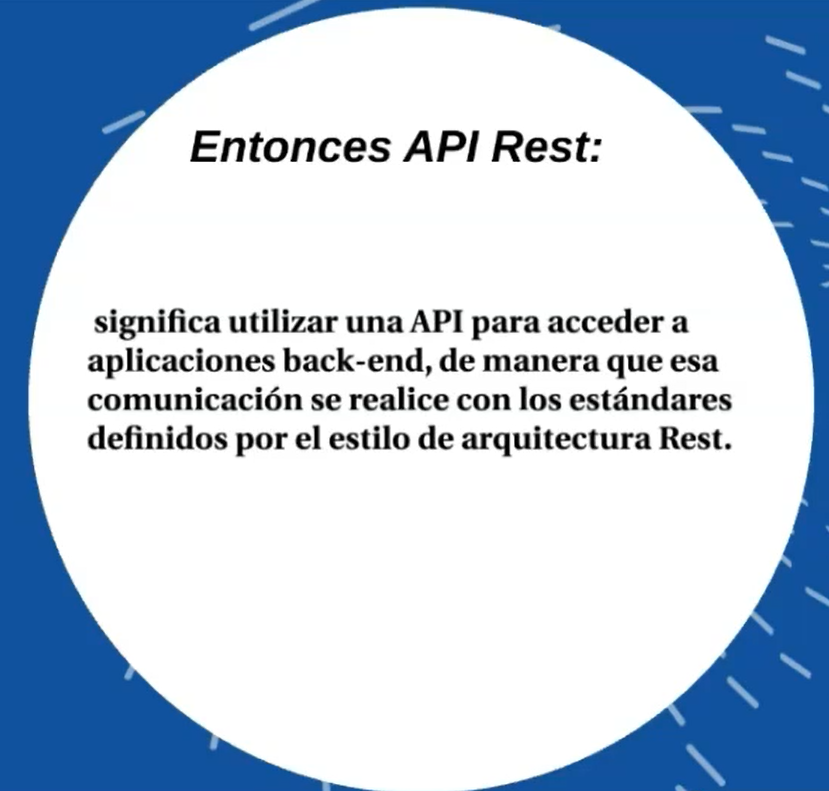 Entonces API Rest:
significa utilizar una API para acceder a
aplicaciones back-end, de manera que esa
comunicación se realice con los estándares
definidos por el estilo de arquitectura Rest.